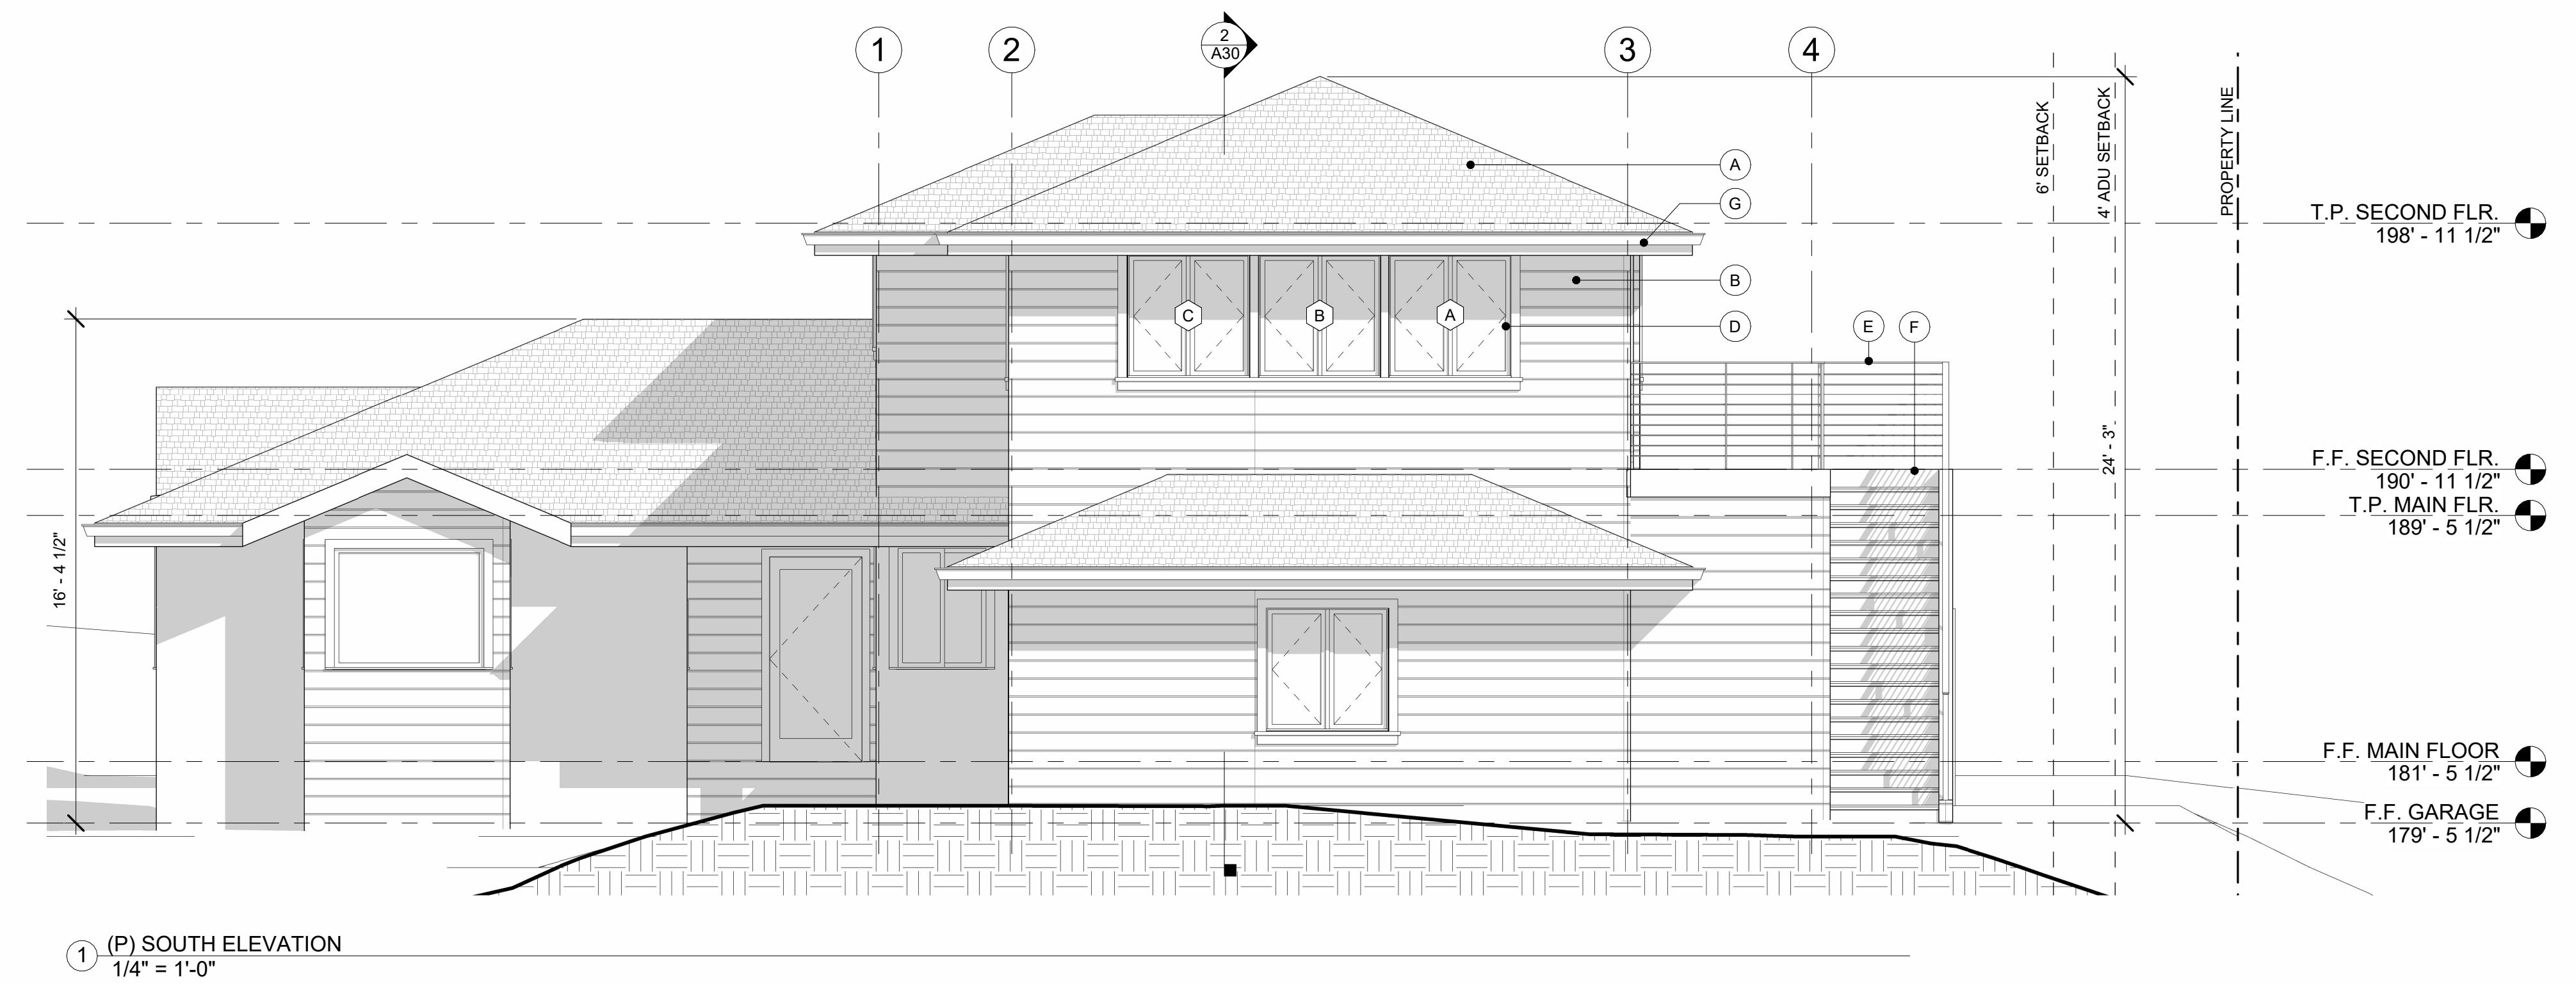 1
2
2
A30
3
4
A
G
B
D
E
F
C
B
A
6' SETBACK
4' ADU SETBACK
PROPERTY LINE
24' - 3"
16' - 4 1/2"
T.P. SECOND FLR.
198' - 11 1/2"
F.F. SECOND FLR.
190' - 11 1/2"
T.P. MAIN FLR.
189' - 5 1/2"
F.F. MAIN FLOOR
181' - 5 1/2"
F.F. GARAGE
179' - 5 1/2"
1
(P) SOUTH ELEVATION
1/4" = 1'-0"